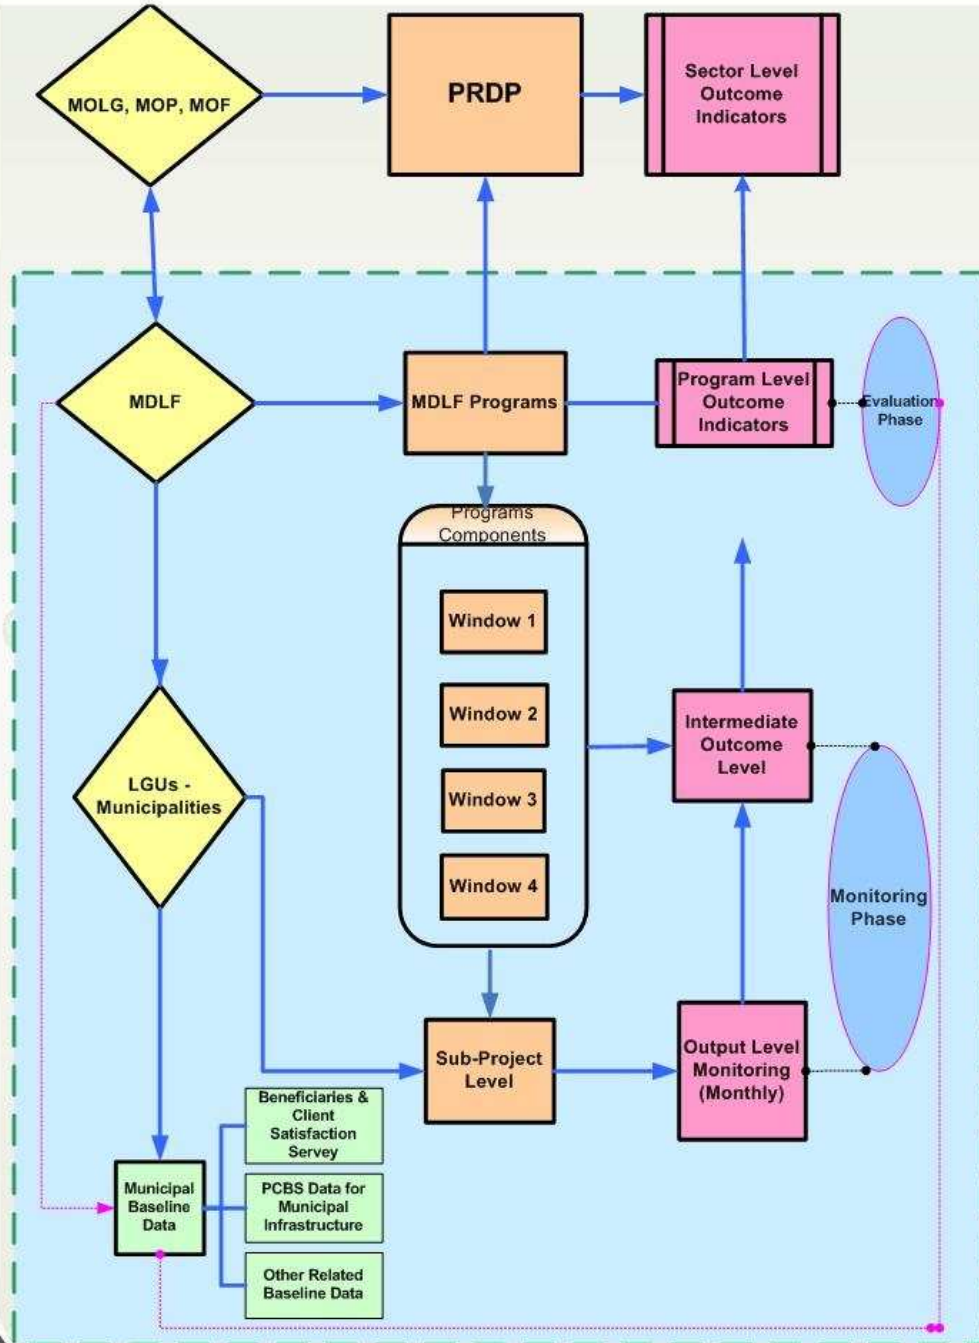 MOLG, MOP, MOF
PRDP
Sector Level
Outcome
Indicators
MDLF
MDLF Programs
Program Level
Outcome
Indicators
Evaluation
Phase
Programs
Components
Window 1
Window 2
Window 3
Window 4
Intermediate
Outcome
Level
LGUs -
Municipalities
Monitoring
Phase
Sub-Project
Level
Output Level
Monitoring
(Monthly)
Beneficiaries &
Client
Satisfaction
Servey
Municipal
Baseline
Data
PCBS Data for
Municipal
Infrastructure
Other Related
Baseline Data